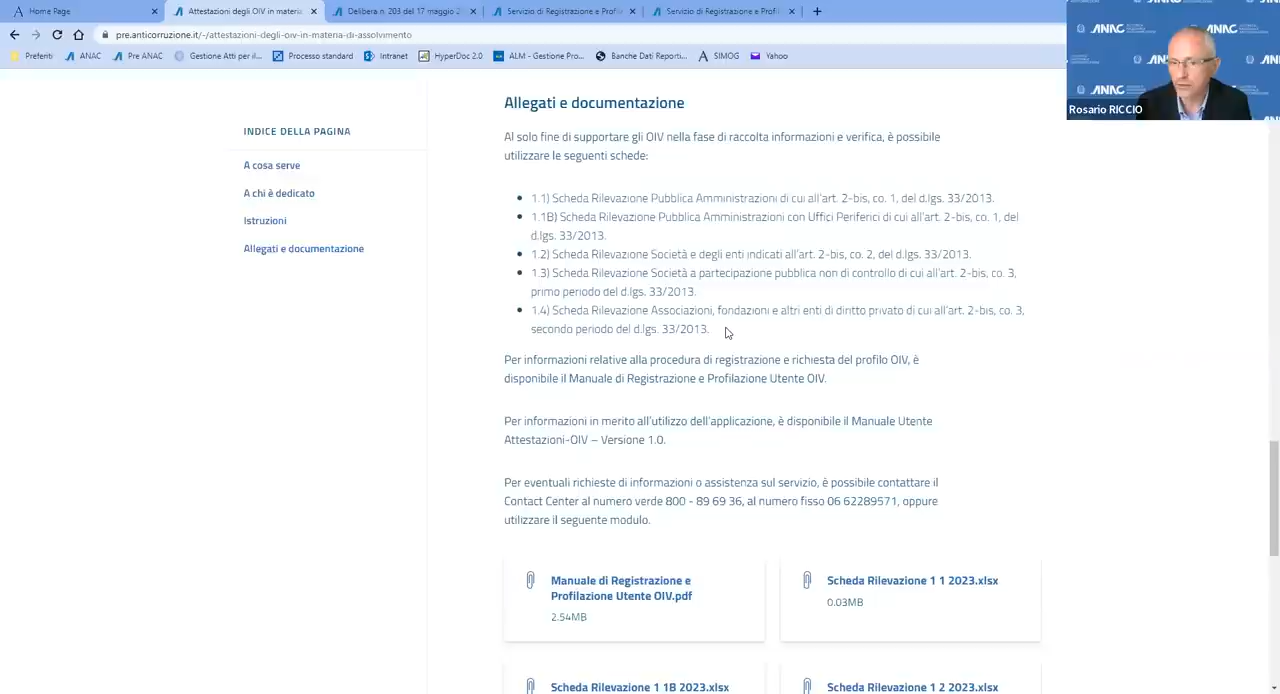 Home Page
Attestazioni degli OIV in materia
Delibera n. 203 del 17 maggio 2
Servizio di Registrazione e Profil
Servizio di Registrazione e Profil
pre.anticorruzione.it/-/attestazioni-degli-oiv-in-materia-di-assolvimento
Preferiti
ANAC
Pre ANAC
Gestione Atti per il...
Processo standard
Intranet
HyperDoc 2.0
ALM - Gestione Pro...
Banche Dati Reporti...
SIMOG
Yahoo
ANAC
Rosario RICCIO
INDICE DELLA PAGINA
A cosa serve
A chi è dedicato
Istruzioni
Allegati e documentazione
Allegati e documentazione
Al solo fine di supportare gli OIV nella fase di raccolta informazioni e verifica, è possibile
utilizzare le seguenti schede:
1.1) Scheda Rilevazione Pubblica Amministrazioni di cui all'art. 2-bis, co. 1, del d.lgs. 33/2013.
1.1B) Scheda Rilevazione Pubblica Amministrazioni con Uffici Periferici di cui all'art. 2-bis, co. 1, del
d.lgs. 33/2013.
1.2) Scheda Rilevazione Società e degli enti indicati all'art. 2-bis, co. 2, del d.lgs. 33/2013.
1.3) Scheda Rilevazione Società a partecipazione pubblica non di controllo di cui all'art. 2-bis, co. 3,
primo periodo del d.lgs. 33/2013.
1.4) Scheda Rilevazione Associazioni, fondazioni e altri enti di diritto privato di cui all'art. 2-bis, co. 3,
secondo periodo del d.lgs. 33/2013.
Per informazioni relative alla procedura di registrazione e richiesta del profilo OIV, è
disponibile il Manuale di Registrazione e Profilazione Utente OIV.
Per informazioni in merito all'utilizzo dell'applicazione, è disponibile il Manuale Utente
Attestazioni-OIV – Versione 1.0.
Per eventuali richieste di informazioni o assistenza sul servizio, è possibile contattare il
Contact Center al numero verde 800 - 89 69 36, al numero fisso 06 62289571, oppure
utilizzare il seguente modulo.
Manuale di Registrazione e
Profilazione Utente OIV.pdf
2.54MB
Scheda Rilevazione 1 1 2023.xlsx
0.03MB
Scheda Rilevazione 1 1B 2023.xlsx
Scheda Rilevazione 1 2 2023.xlsx